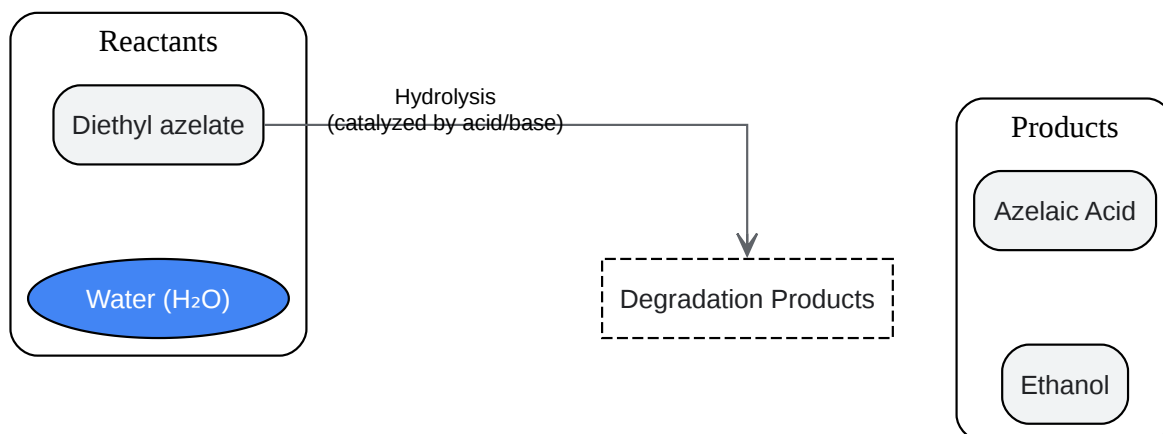 Reactants
Diethyl azelate
Water (H₂O)
Hydrolysis
(catalyzed by acid/base)
Degradation Products
Products
Azelaic Acid
Ethanol